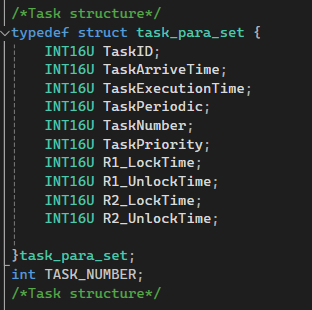 /*Task structure*/
typedef struct task_para_set {
    INT16U TaskID;
    INT16U TaskArriveTime;
    INT16U TaskExecutionTime;
    INT16U TaskPeriodic;
    INT16U TaskNumber;
    INT16U TaskPriority;
    INT16U R1_LockTime;
    INT16U R1_UnlockTime;
    INT16U R2_LockTime;
    INT16U R2_UnlockTime;
}task_para_set;
int TASK_NUMBER;
/*Task structure*/